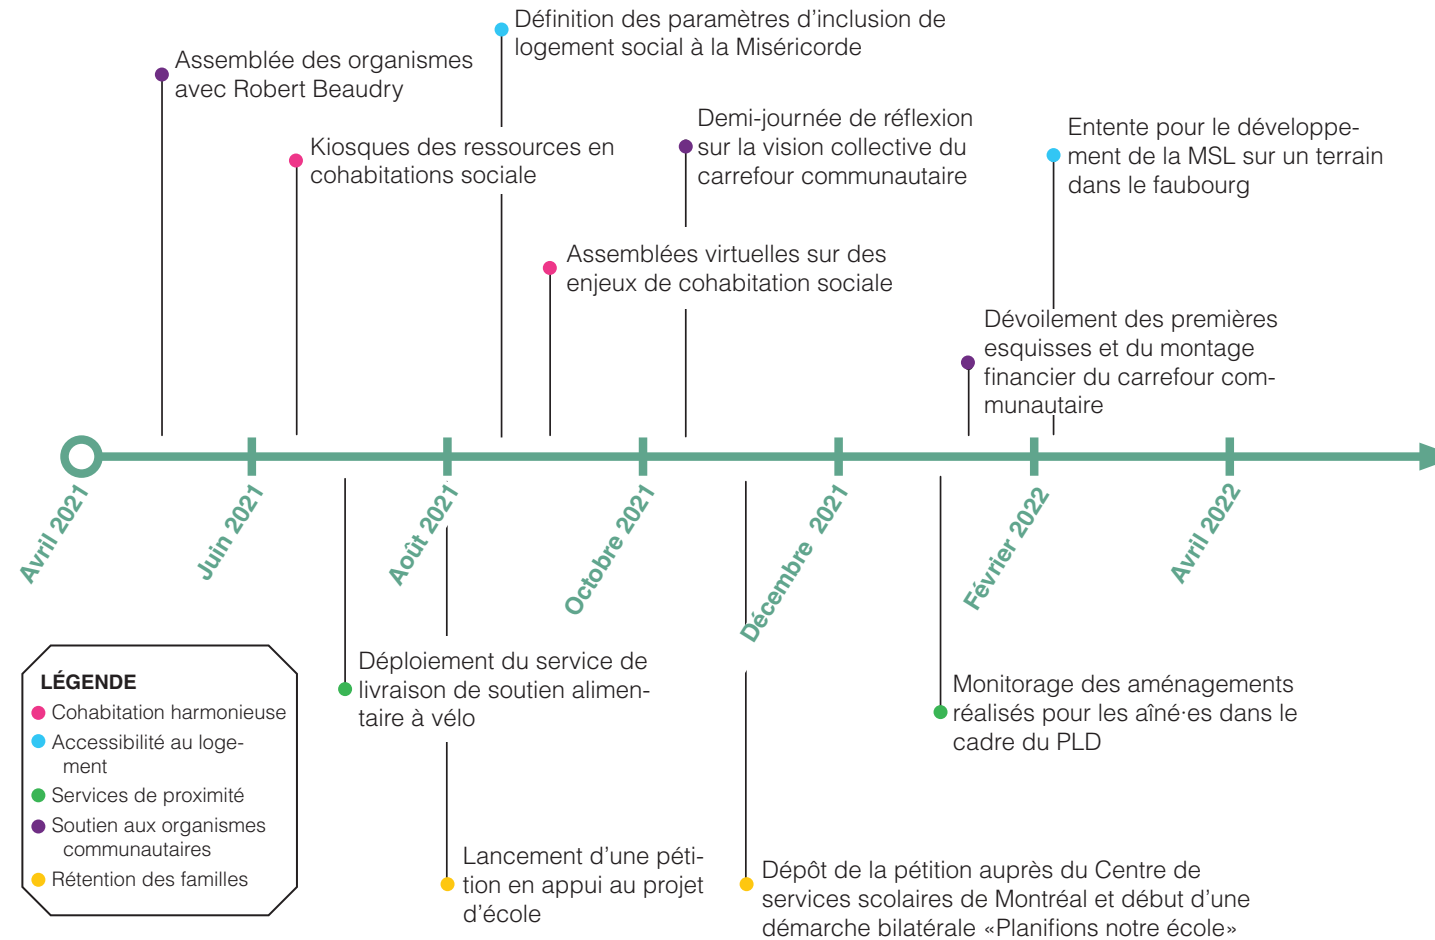 Définition des paramètres d’inclusion de
logement social à la Miséricorde
Assemblée des organismes
avec Robert Beaudry
Kiosques des ressources en
cohabitations sociale
Demi-journée de réflexion
sur la vision collective du
carrefour communautaire
Entente pour le développe-
ment de la MSL sur un terrain
dans le faubourg
Assemblées virtuelles sur des
enjeux de cohabitation sociale
Dévoilement des premières
esquisses et du montage
financier du carrefour com-
munautaire
Avril 2021
Juin 2021
Août 2021
Octobre 2021
Décembre 2021
Février 2022
Avril 2022
Déploiement du service de
livraison de soutien alimen-
taire à vélo
Monitorage des aménagements
réalisés pour les aîné·es dans le
cadre du PLD
Lancement d’une péti-
tion en appui au projet
d’école
Dépôt de la pétition auprès du Centre de
services scolaires de Montréal et début d’une
démarche bilatérale «Planifions notre école»
LÉGENDE
Cohabitation harmonieuse
Accessibilité au loge-
ment
Services de proximité
Soutien aux organismes
communautaires
Rétention des familles